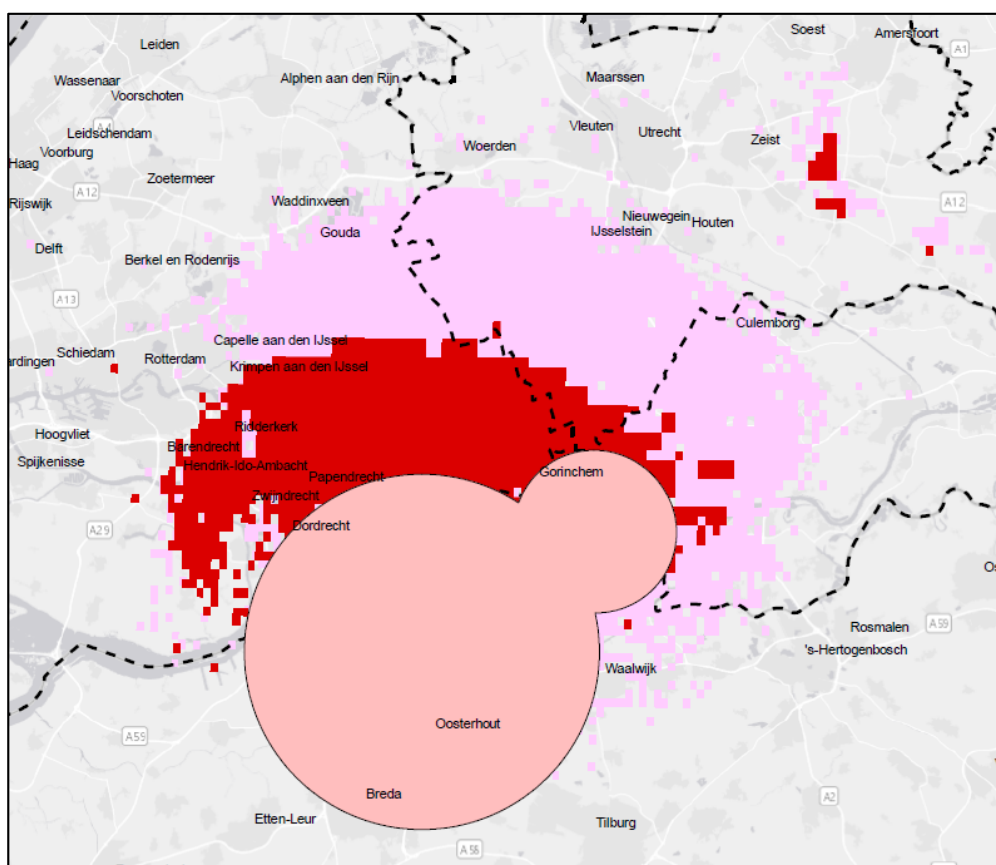 Leiden
Soest
Amersfoort
A1
Wassenaar
Alphen aan den Rijn
Maarssen
Voorschoten
A4
Leidschendam
Vleuten
Utrecht
Zeist
Voorburg
Woerden
Haag
Zoetermeer
A12
A12
Rijswijk
Waddinxveen
Nieuwegein
Houten
Gouda
IJsselstein
Delft
Berkel en Rodenrijs
A13
Culemborg
Capelle aan den IJssel
Schiedam
Rotterdam
ardingen
Krimpen aan den IJssel
Ridderkerk
Hoogvliet
Barendrecht
Spijkenisse
Hendrik-Ido-Ambacht
Papendrecht
Gorinchem
Zwijndrecht
A29
Dordrecht
Os
Rosmalen
A59
's-Hertogenbosch
Waalwijk
Oosterhout
A59
Breda
A2
Etten-Leur
Tilburg
A58